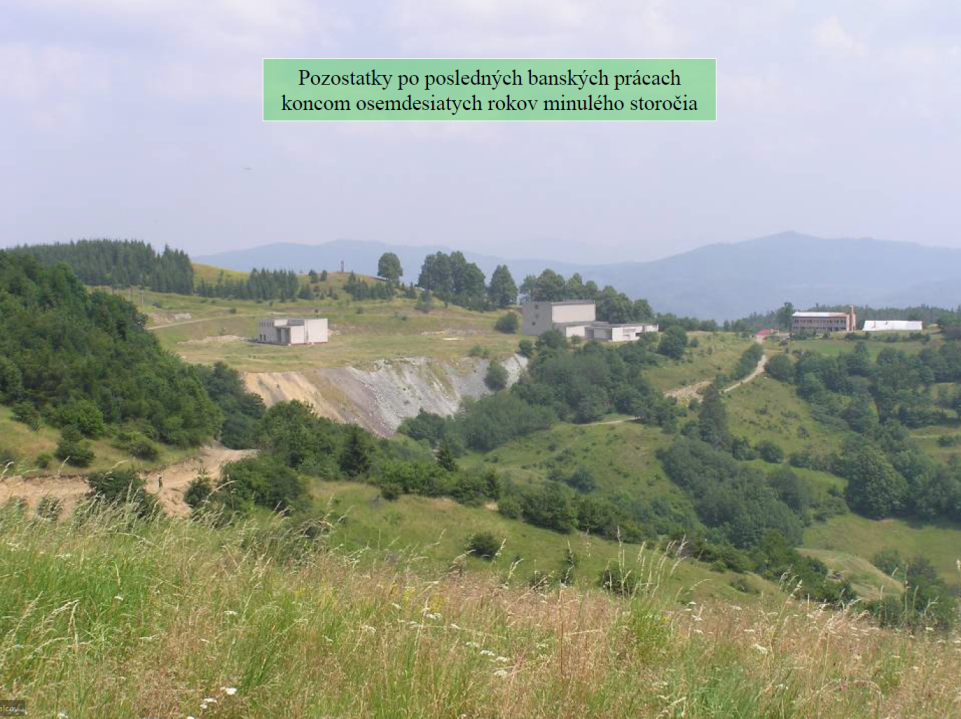 Pozostatky po posledných banských prácach
koncom osemdesiatych rokov minulého storočia